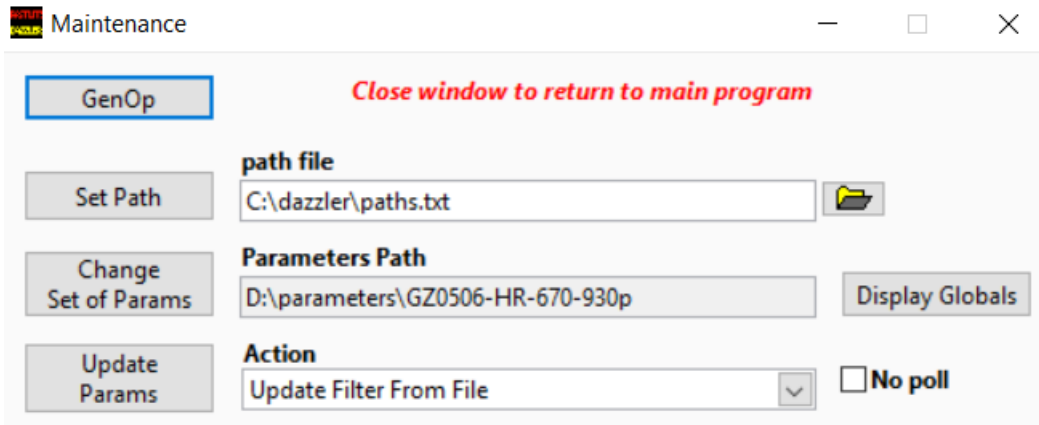 Maintenance
GenOp
Close window to return to main program
path file
Set Path
C:\dazzler\paths.txt
Change
Set of Params
Parameters Path
D:\parameters\GZ0506-HR-670-930p
Display Globals
Update
Params
Action
Update Filter From File
No poll